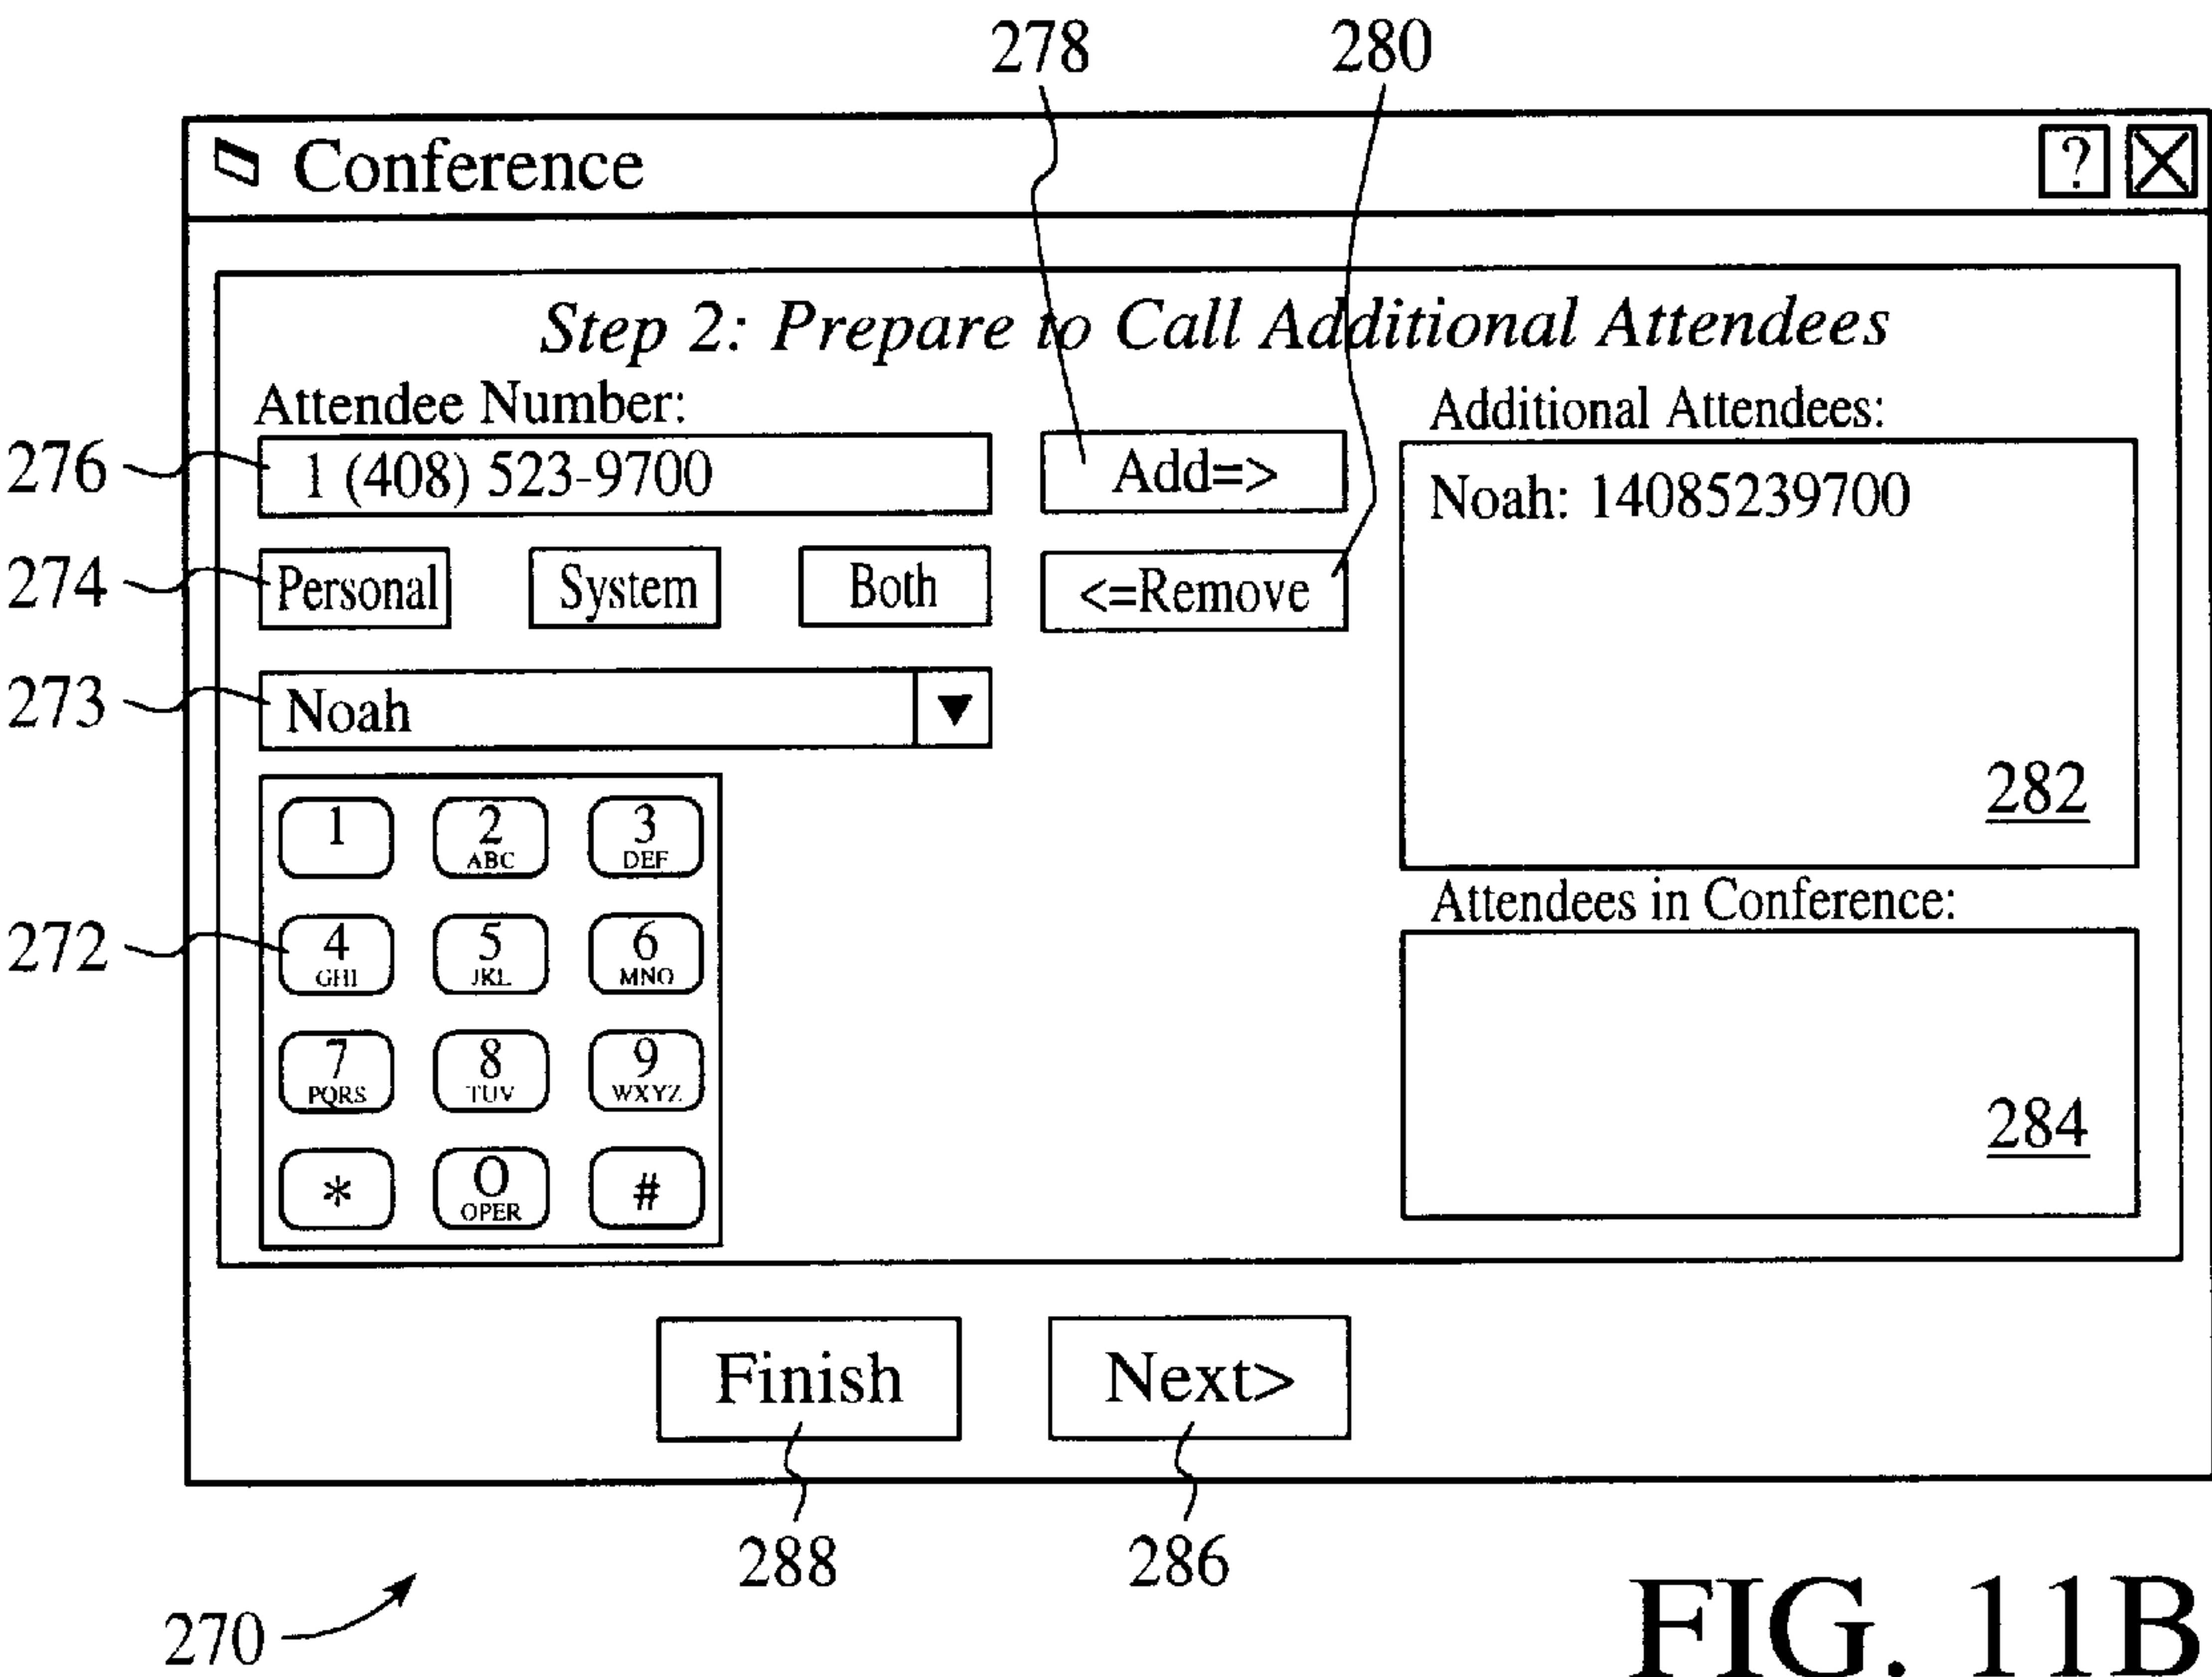 278 280
Conference ?
Step 2: Prepare to Call Additional Attendees
Attendee Number:
Additional Attendees:
276 1 (408) 523-9700 Add=>
Noah: 14085239700
274 Personal System Both <=Remove
273 Noah
282
1 2 ABC 3 DEF
Attendees in Conference:
272 4 GHI 5 JKL 6 MNO
7 PQRS 8 TUV 9 WXYZ
284
* O OPER #
Finish Next>
288 286
270
FIG. 11B